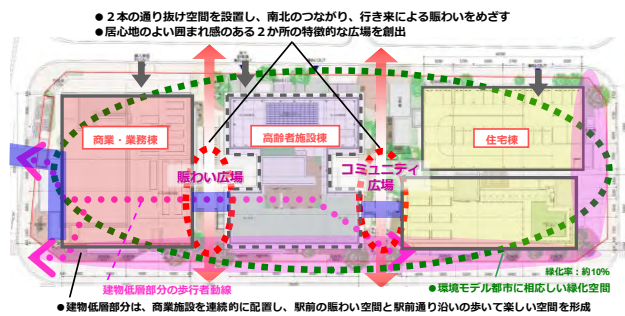 ●２本の通り抜け空間を設置し、南北のつながり、行き来による賑わいをめざす
●居心地のよい囲まれ感のある２か所の特徴的な広場を創出
商業・業務棟
高齢者施設棟
住宅棟
賑わい広場
コミュニティ
広場
建物低層部分の歩行者動線
緑化率：約10%
●環境モデル都市に相応しい緑化空間
●建物低層部分は、商業施設を連続的に配置し、駅前の賑わい空間と駅前通り沿いの歩いて楽しい空間を形成